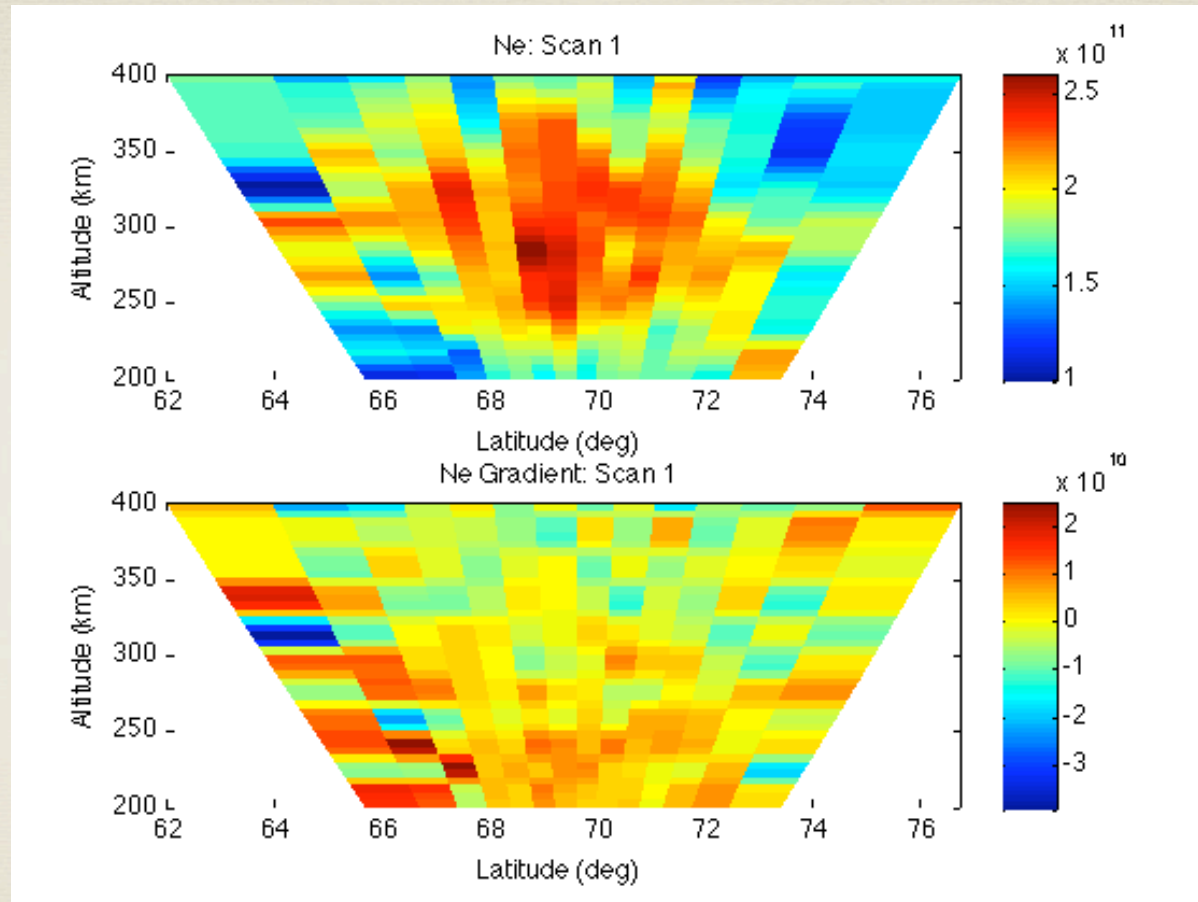 Ne: Scan 1
x 10^11
400
350
300
250
200
Altitude (km)
62 64 66 68 70 72 74 76
Latitude (deg)
2.5
2
1.5
1
Ne Gradient: Scan 1
x 10^10
400
350
300
250
200
Altitude (km)
62 64 66 68 70 72 74 76
Latitude (deg)
2
1
0
-1
-2
-3